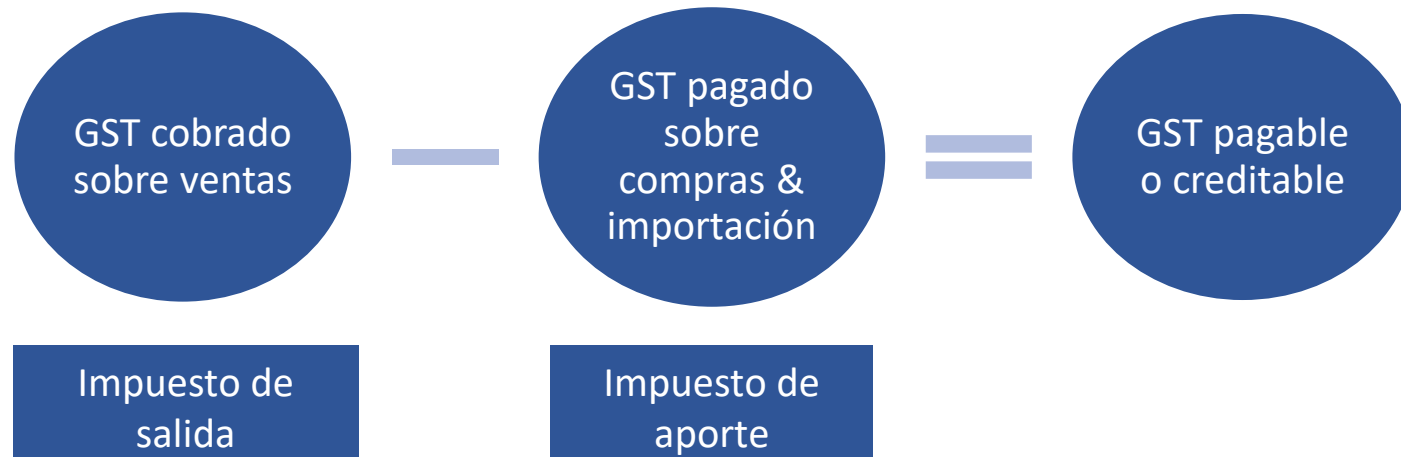 GST cobrado
sobre ventas
GST pagado
sobre
compras &
importación
GST pagable
o creditable
Impuesto de
salida
Impuesto de
aporte